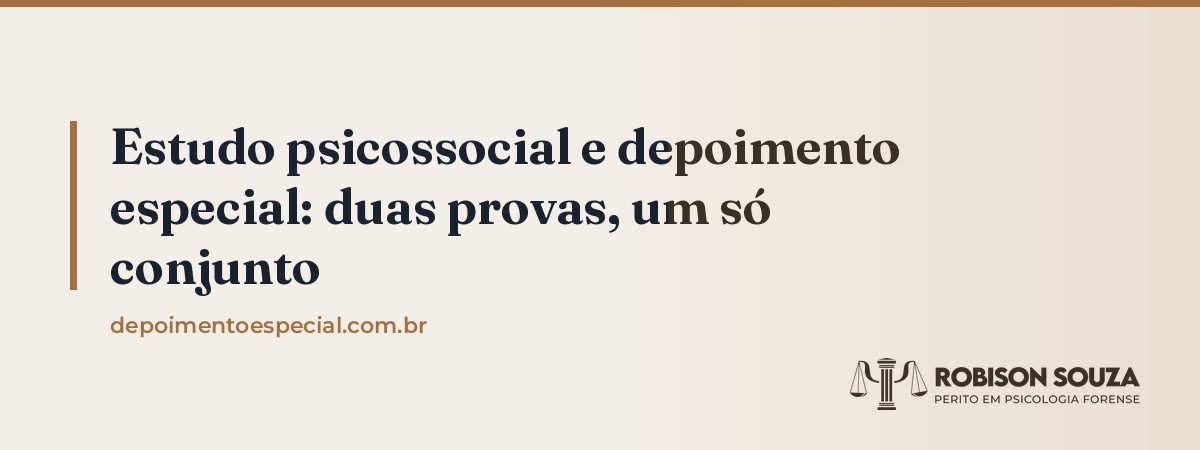 Estudo psicossocial e depoimento
especial: duas provas, um só
conjunto
depoimentoespecial.com.br
ROBISON SOUZA
PERITO EM PSICOLOGIA FORENSE